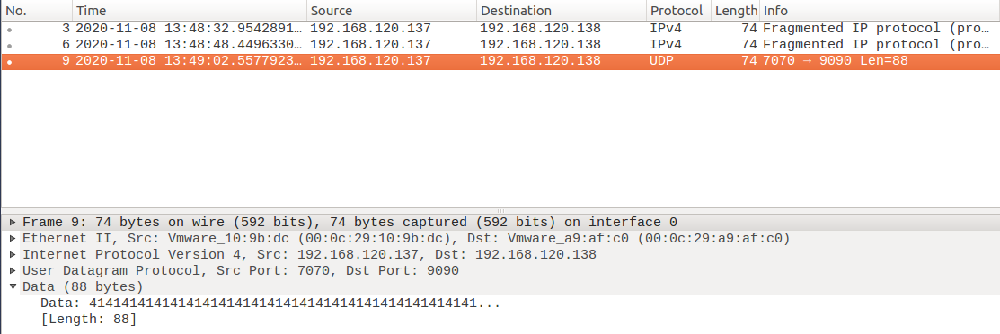 No. Time Source Destination Protocol Length Info
3 2020-11-08 13:48:32.9542891… 192.168.120.137 192.168.120.138 IPv4 74 Fragmented IP protocol (pro…
6 2020-11-08 13:48:48.4496330… 192.168.120.137 192.168.120.138 IPv4 74 Fragmented IP protocol (pro…
9 2020-11-08 13:49:02.5577923… 192.168.120.137 192.168.120.138 UDP 74 7070 → 9090 Len=88
Frame 9: 74 bytes on wire (592 bits), 74 bytes captured (592 bits) on interface 0
Ethernet II, Src: Vmware_10:9b:dc (00:0c:29:10:9b:dc), Dst: Vmware_a9:af:c0 (00:0c:29:a9:af:c0)
Internet Protocol Version 4, Src: 192.168.120.137, Dst: 192.168.120.138
User Datagram Protocol, Src Port: 7070, Dst Port: 9090
Data (88 bytes)
Data: 414141414141414141414141414141414141414141414141...
[Length: 88]